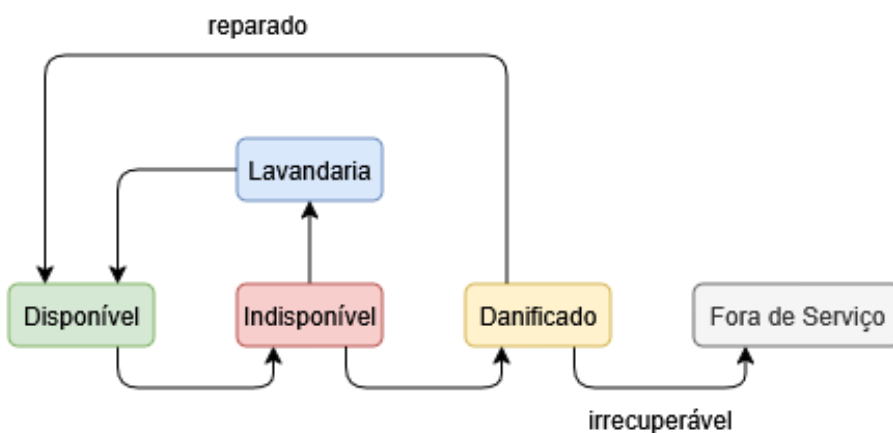 reparado
Lavandaria
Disponível
Indisponível
Danificado
Fora de Serviço
irrecuperável